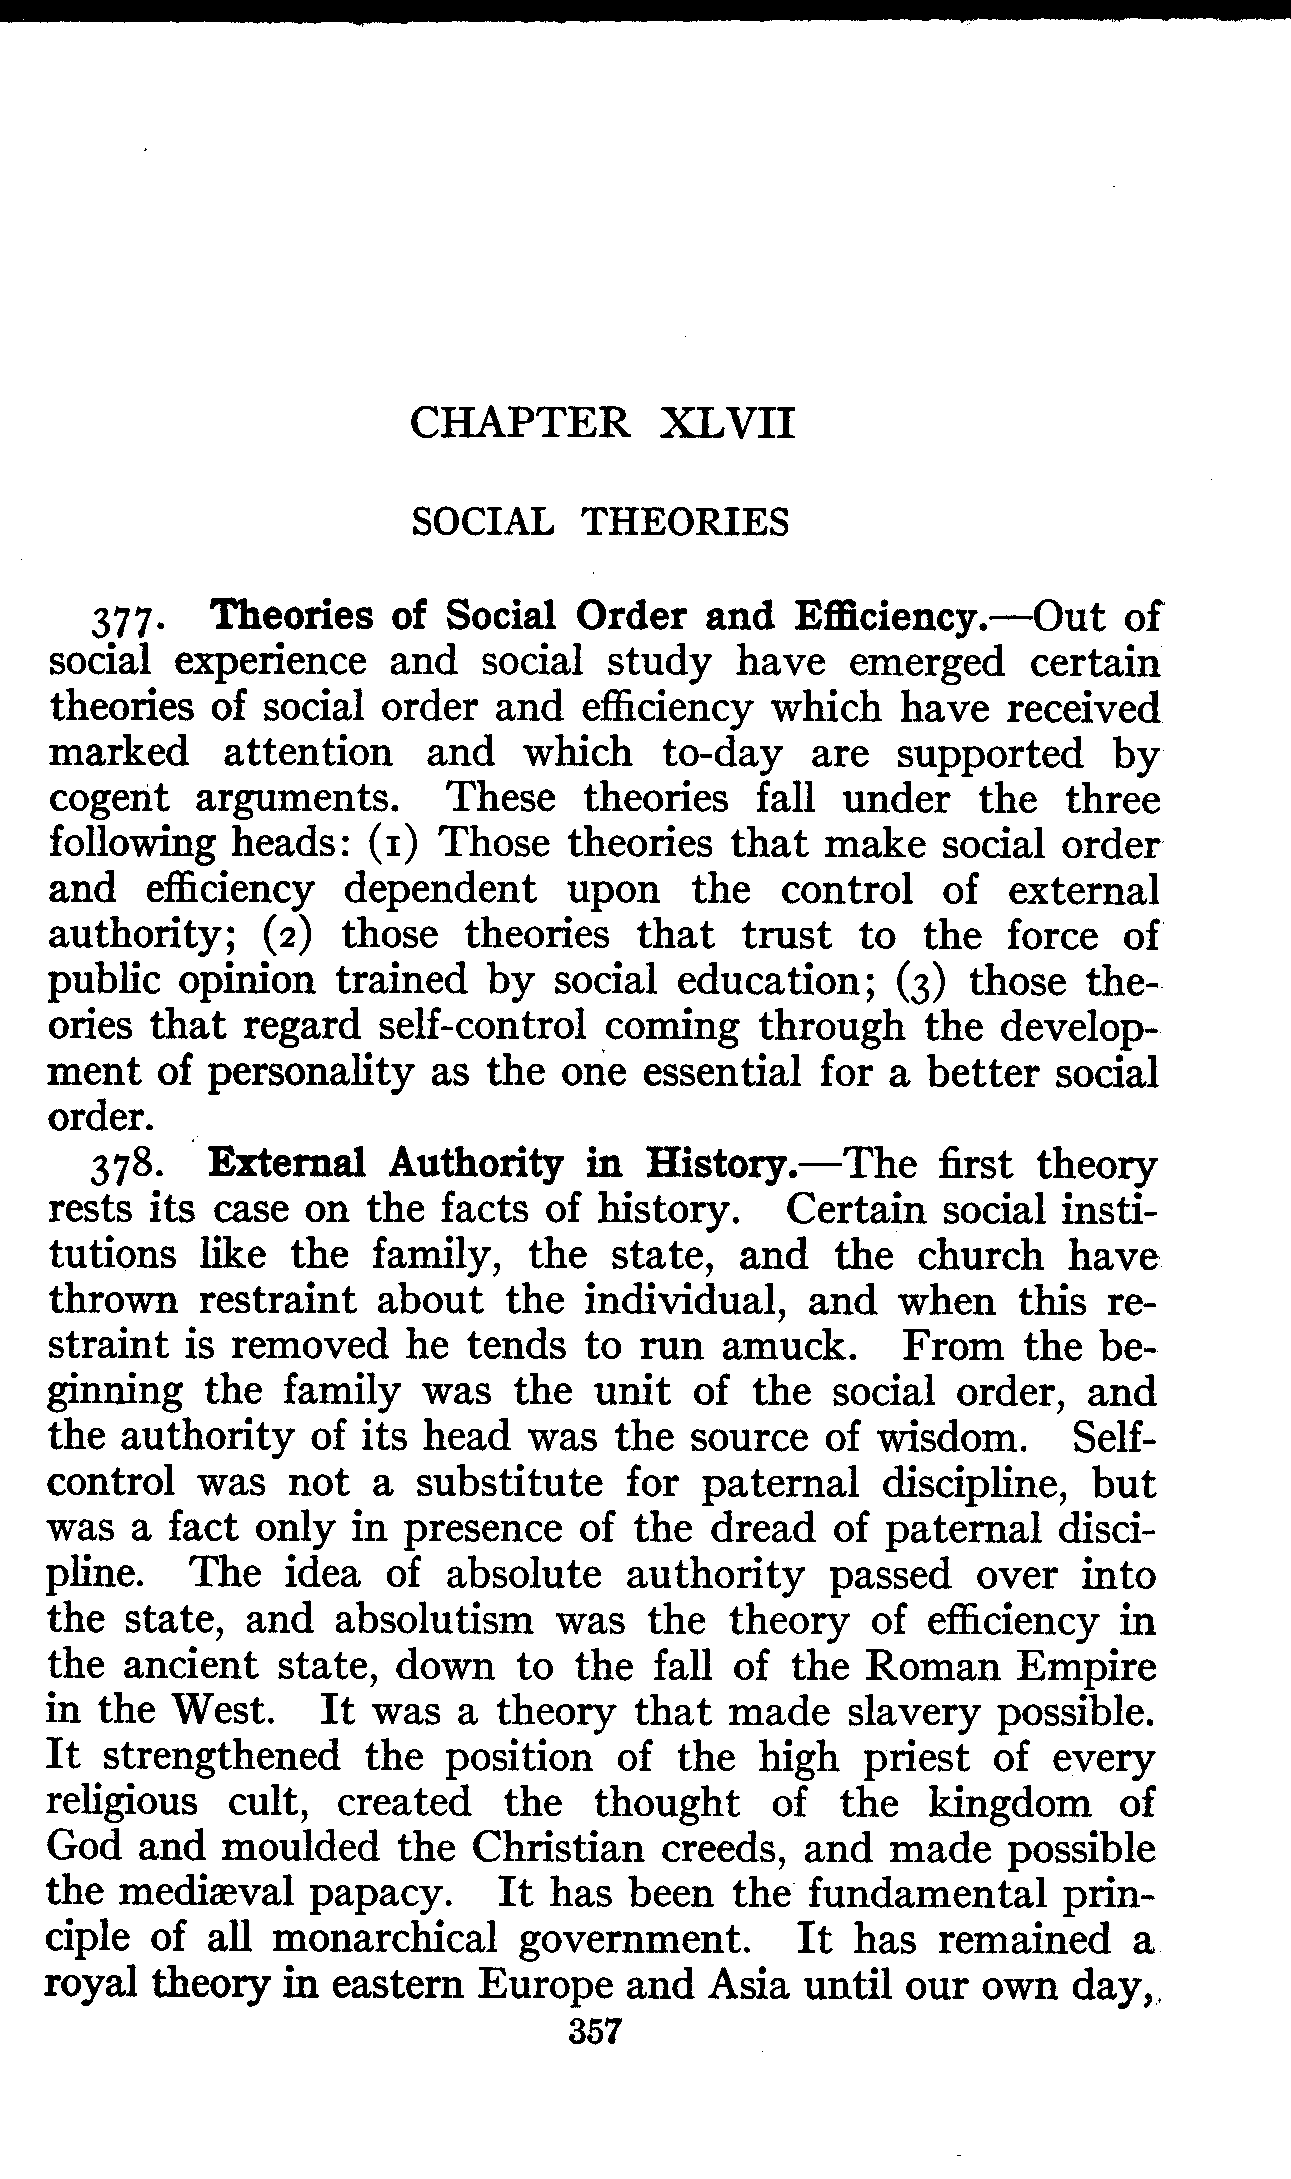 CHAPTER XLVII
SOCIAL THEORIES
377. Theories of Social Order and Efficiency.—Out of
social experience and social study have emerged certain
theories of social order and efficiency which have received
marked attention and which to-day are supported by
cogent arguments. These theories fall under the three
following heads: (1) Those theories that make social order
and efficiency dependent upon the control of external
authority; (2) those theories that trust to the force of
public opinion trained by social education; (3) those the-
ories that regard self-control coming through the develop-
ment of personality as the one essential for a better social
order.
378. External Authority in History.—The first theory
rests its case on the facts of history. Certain social insti-
tutions like the family, the state, and the church have
thrown restraint about the individual, and when this re-
straint is removed he tends to run amuck. From the be-
ginning the family was the unit of the social order, and
the authority of its head was the source of wisdom. Self-
control was not a substitute for paternal discipline, but
was a fact only in presence of the dread of paternal disci-
pline. The idea of absolute authority passed over into
the state, and absolutism was the theory of efficiency in
the ancient state, down to the fall of the Roman Empire
in the West. It was a theory that made slavery possible.
It strengthened the position of the high priest of every
religious cult, created the thought of the kingdom of
God and moulded the Christian creeds, and made possible
the mediæval papacy. It has been the fundamental prin-
ciple of all monarchical government. It has remained a
royal theory in eastern Europe and Asia until our own day,
357